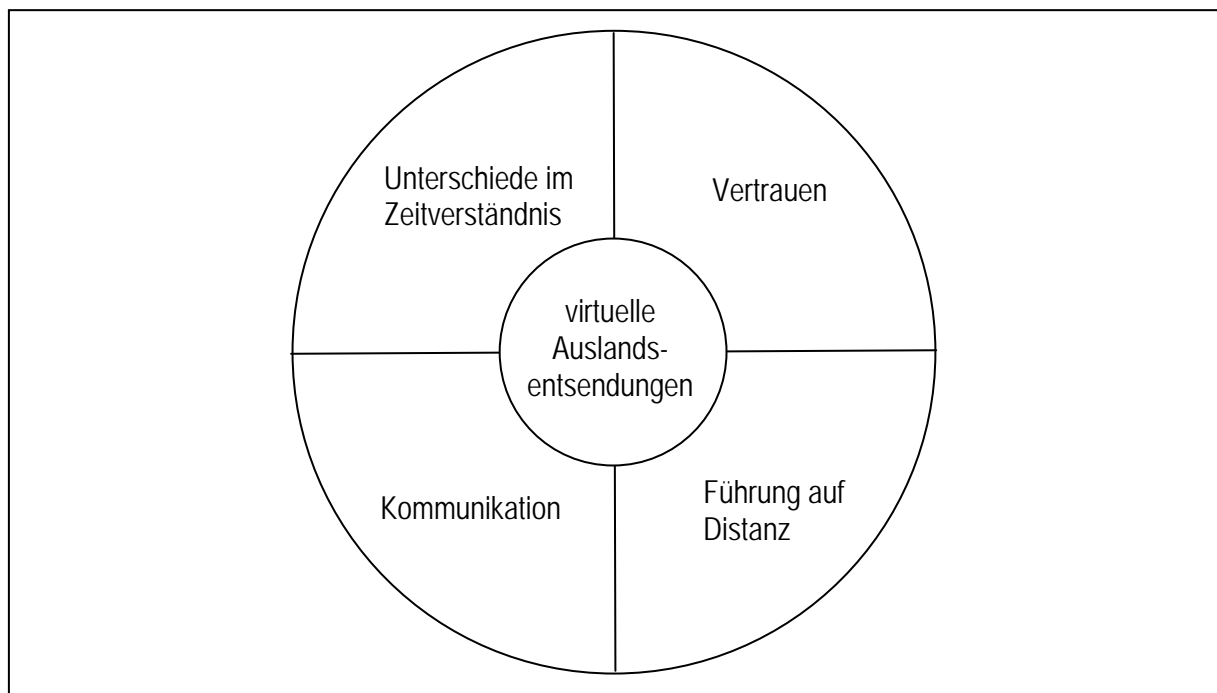 Unterschiede im
Zeitverständnis
Vertrauen
virtuelle
Auslands-
entsendungen
Kommunikation
Führung auf
Distanz